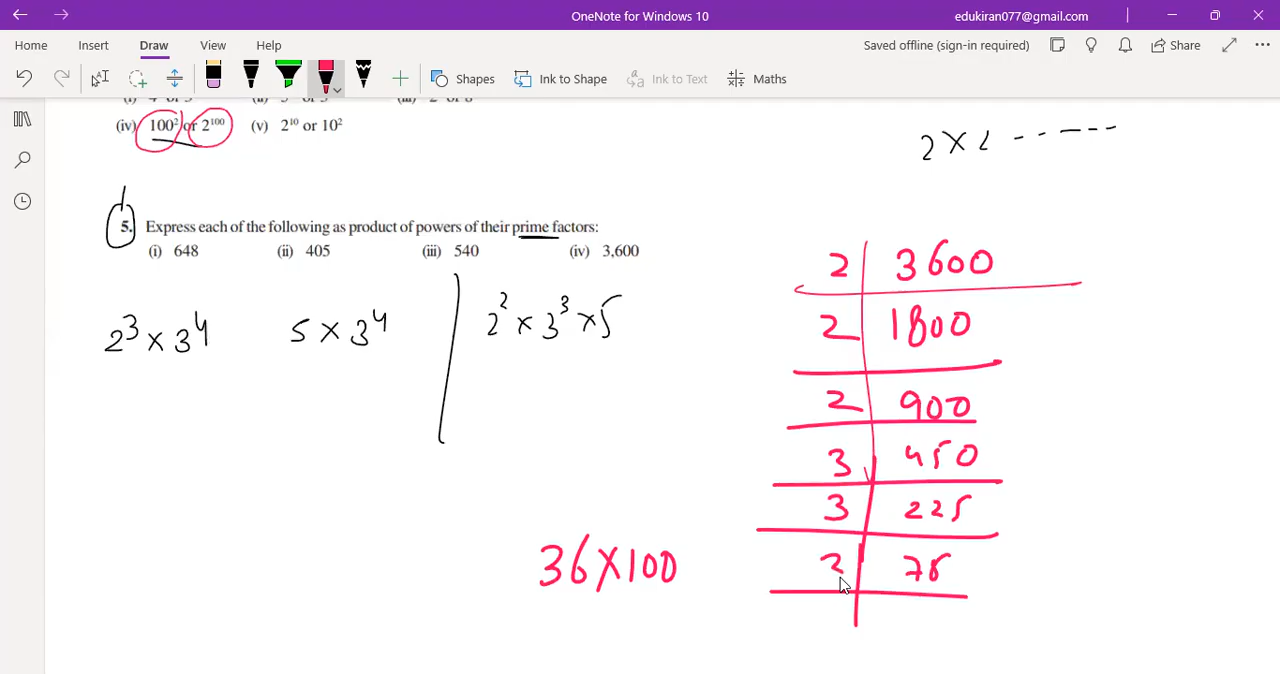 OneNote for Windows 10
edukiran077@gmail.com
Home Insert Draw View Help
Saved offline (sign-in required)
Share
Shapes
Ink to Shape
Ink to Text
Maths
(iv) 100² or 2¹⁰⁰ (v) 2¹⁰ or 10²
2 × 2 - - - - - -
5. Express each of the following as product of powers of their prime factors:
(i) 648 (ii) 405 (iii) 540 (iv) 3,600
2³ × 3⁴ 5 × 3⁴ 2² × 3³ × 5
2 3600
2 1800
2 900
3 450
3 225
36 × 100
75